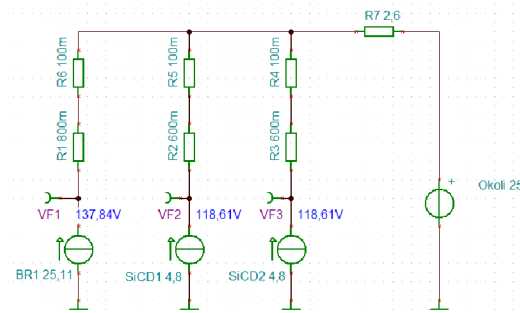 R7 2,6
R6 100m
R5 100m
R4 100m
R1 800m
R2 600m
R3 600m
+
Okoli 25
VF1 137,84V
VF2 118,61V
VF3 118,61V
BR1 25,11
SiCD1 4,8
SiCD2 4,8